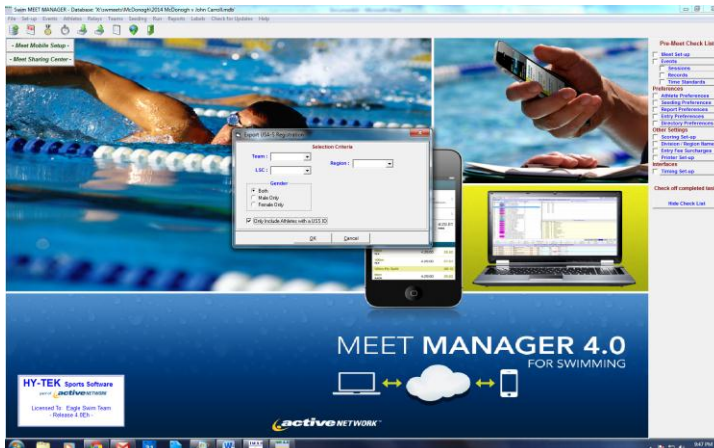 Swim MEET MANAGER - Database: 'X:\swmeets\McDonogh\2014 McDonogh v John Carroll.mdb'
File Set-up Events Athletes Relays Teams Seeding Run Reports Labels Check for Updates Help
- Meet Mobile Setup -
- Meet Sharing Center -
Pre-Meet Check List
Meet Set-up
Events
Sessions
Records
Time Standards
Preferences
Athlete Preferences
Seeding Preferences
Report Preferences
Entry Preferences
Directory Preferences
Other Settings
Scoring Set-up
Division / Region Names
Entry Fee Surcharges
Printer Set-up
Interfaces
Timing Set-up
Check off completed tasks
Hide Check List
Export USA-S Registration
Selection Criteria
Team :
Region :
LSC :
Gender
Both
Male Only
Female Only
Only Include Athletes with a USS ID
OK
Cancel
MEET MANAGER 4.0
FOR SWIMMING
HY-TEK Sports Software
part of active NETWORK
Licensed To: Eagle Swim Team
- Release 4.0Eh -
active NETWORK
8:47 PM